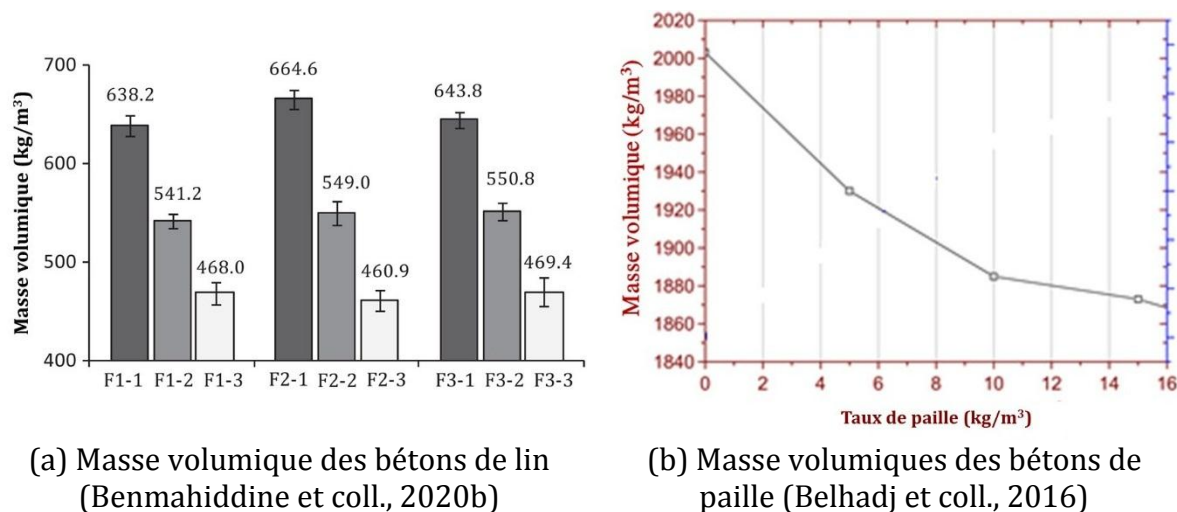 Masse volumique (kg/m³)
700
600
500
400
638.2
541.2
468.0
664.6
549.0
460.9
643.8
550.8
469.4
F1-1 F1-2 F1-3 F2-1 F2-2 F2-3 F3-1 F3-2 F3-3
(a) Masse volumique des bétons de lin
(Benmahiddine et coll., 2020b)
Masse volumique (kg/m³)
2020
2000
1980
1960
1940
1920
1900
1880
1860
1840
0 2 4 6 8 10 12 14 16
Taux de paille (kg/m³)
(b) Masse volumiques des bétons de
paille (Belhadj et coll., 2016)